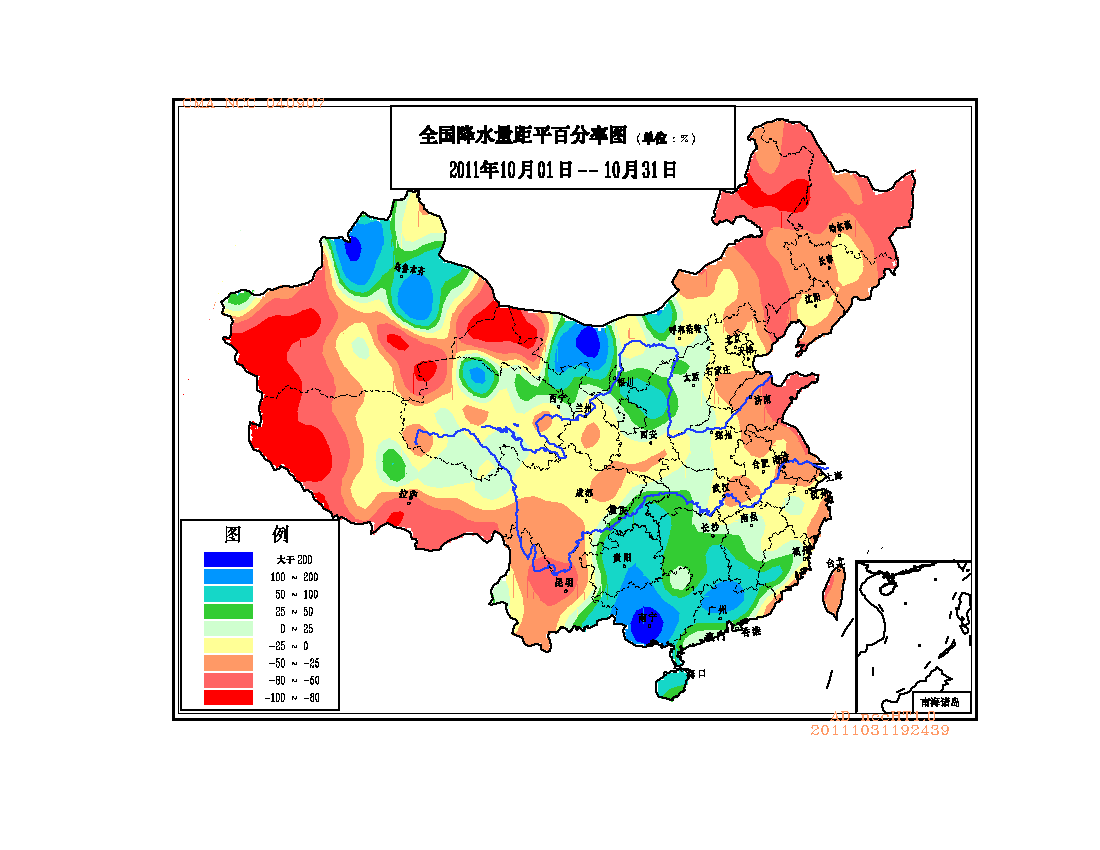 CMA NCC 040902
全国降水量距平百分率图 (单位:%)
2011年10月01日 -- 10月31日
哈尔滨
长春
乌鲁木齐
沈阳
呼和浩特
北京
天津
石家庄
太原
银川
西宁
济南
兰州
西安
郑州
合肥 南京
上海
拉萨
成都
武汉
杭州
重庆
长沙
南昌
贵阳
福州
台北
昆明
广州
南宁
澳门
香港
海口
图 例
大于 200
100 ~ 200
50 ~ 100
25 ~ 50
0 ~ 25
-25 ~ 0
-50 ~ -25
-80 ~ -50
-100 ~ -80
南海诸岛
20111031192439